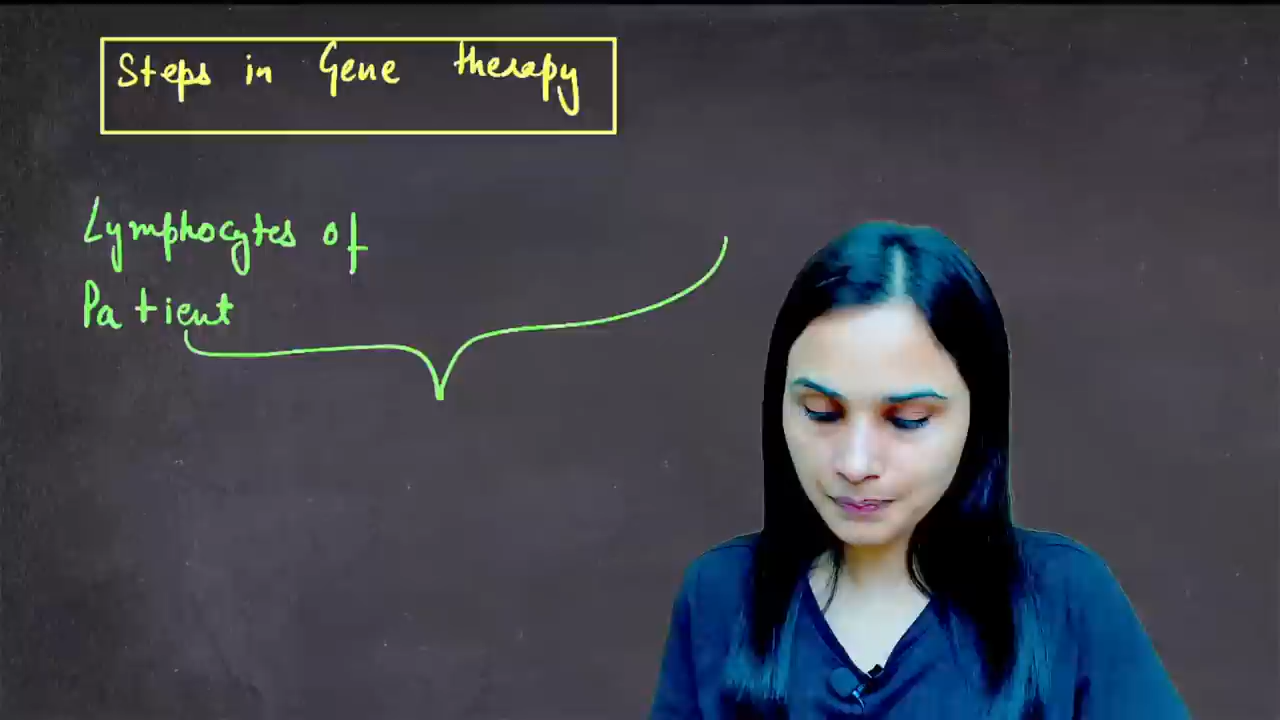 Steps in Gene therapy
Lymphocytes of
Patient